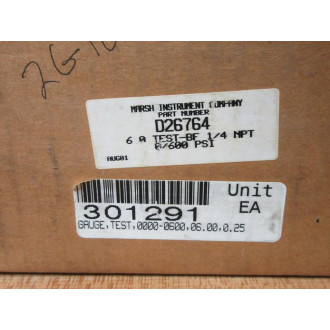 MARSH INSTRUMENT COMPANY
PART NUMBER
D26764
6 A TEST-BF 1/4 NPT
0/600 PSI
AUG01
Unit
301291
EA
GAUGE,TEST,0000-0600,06.00,0.25